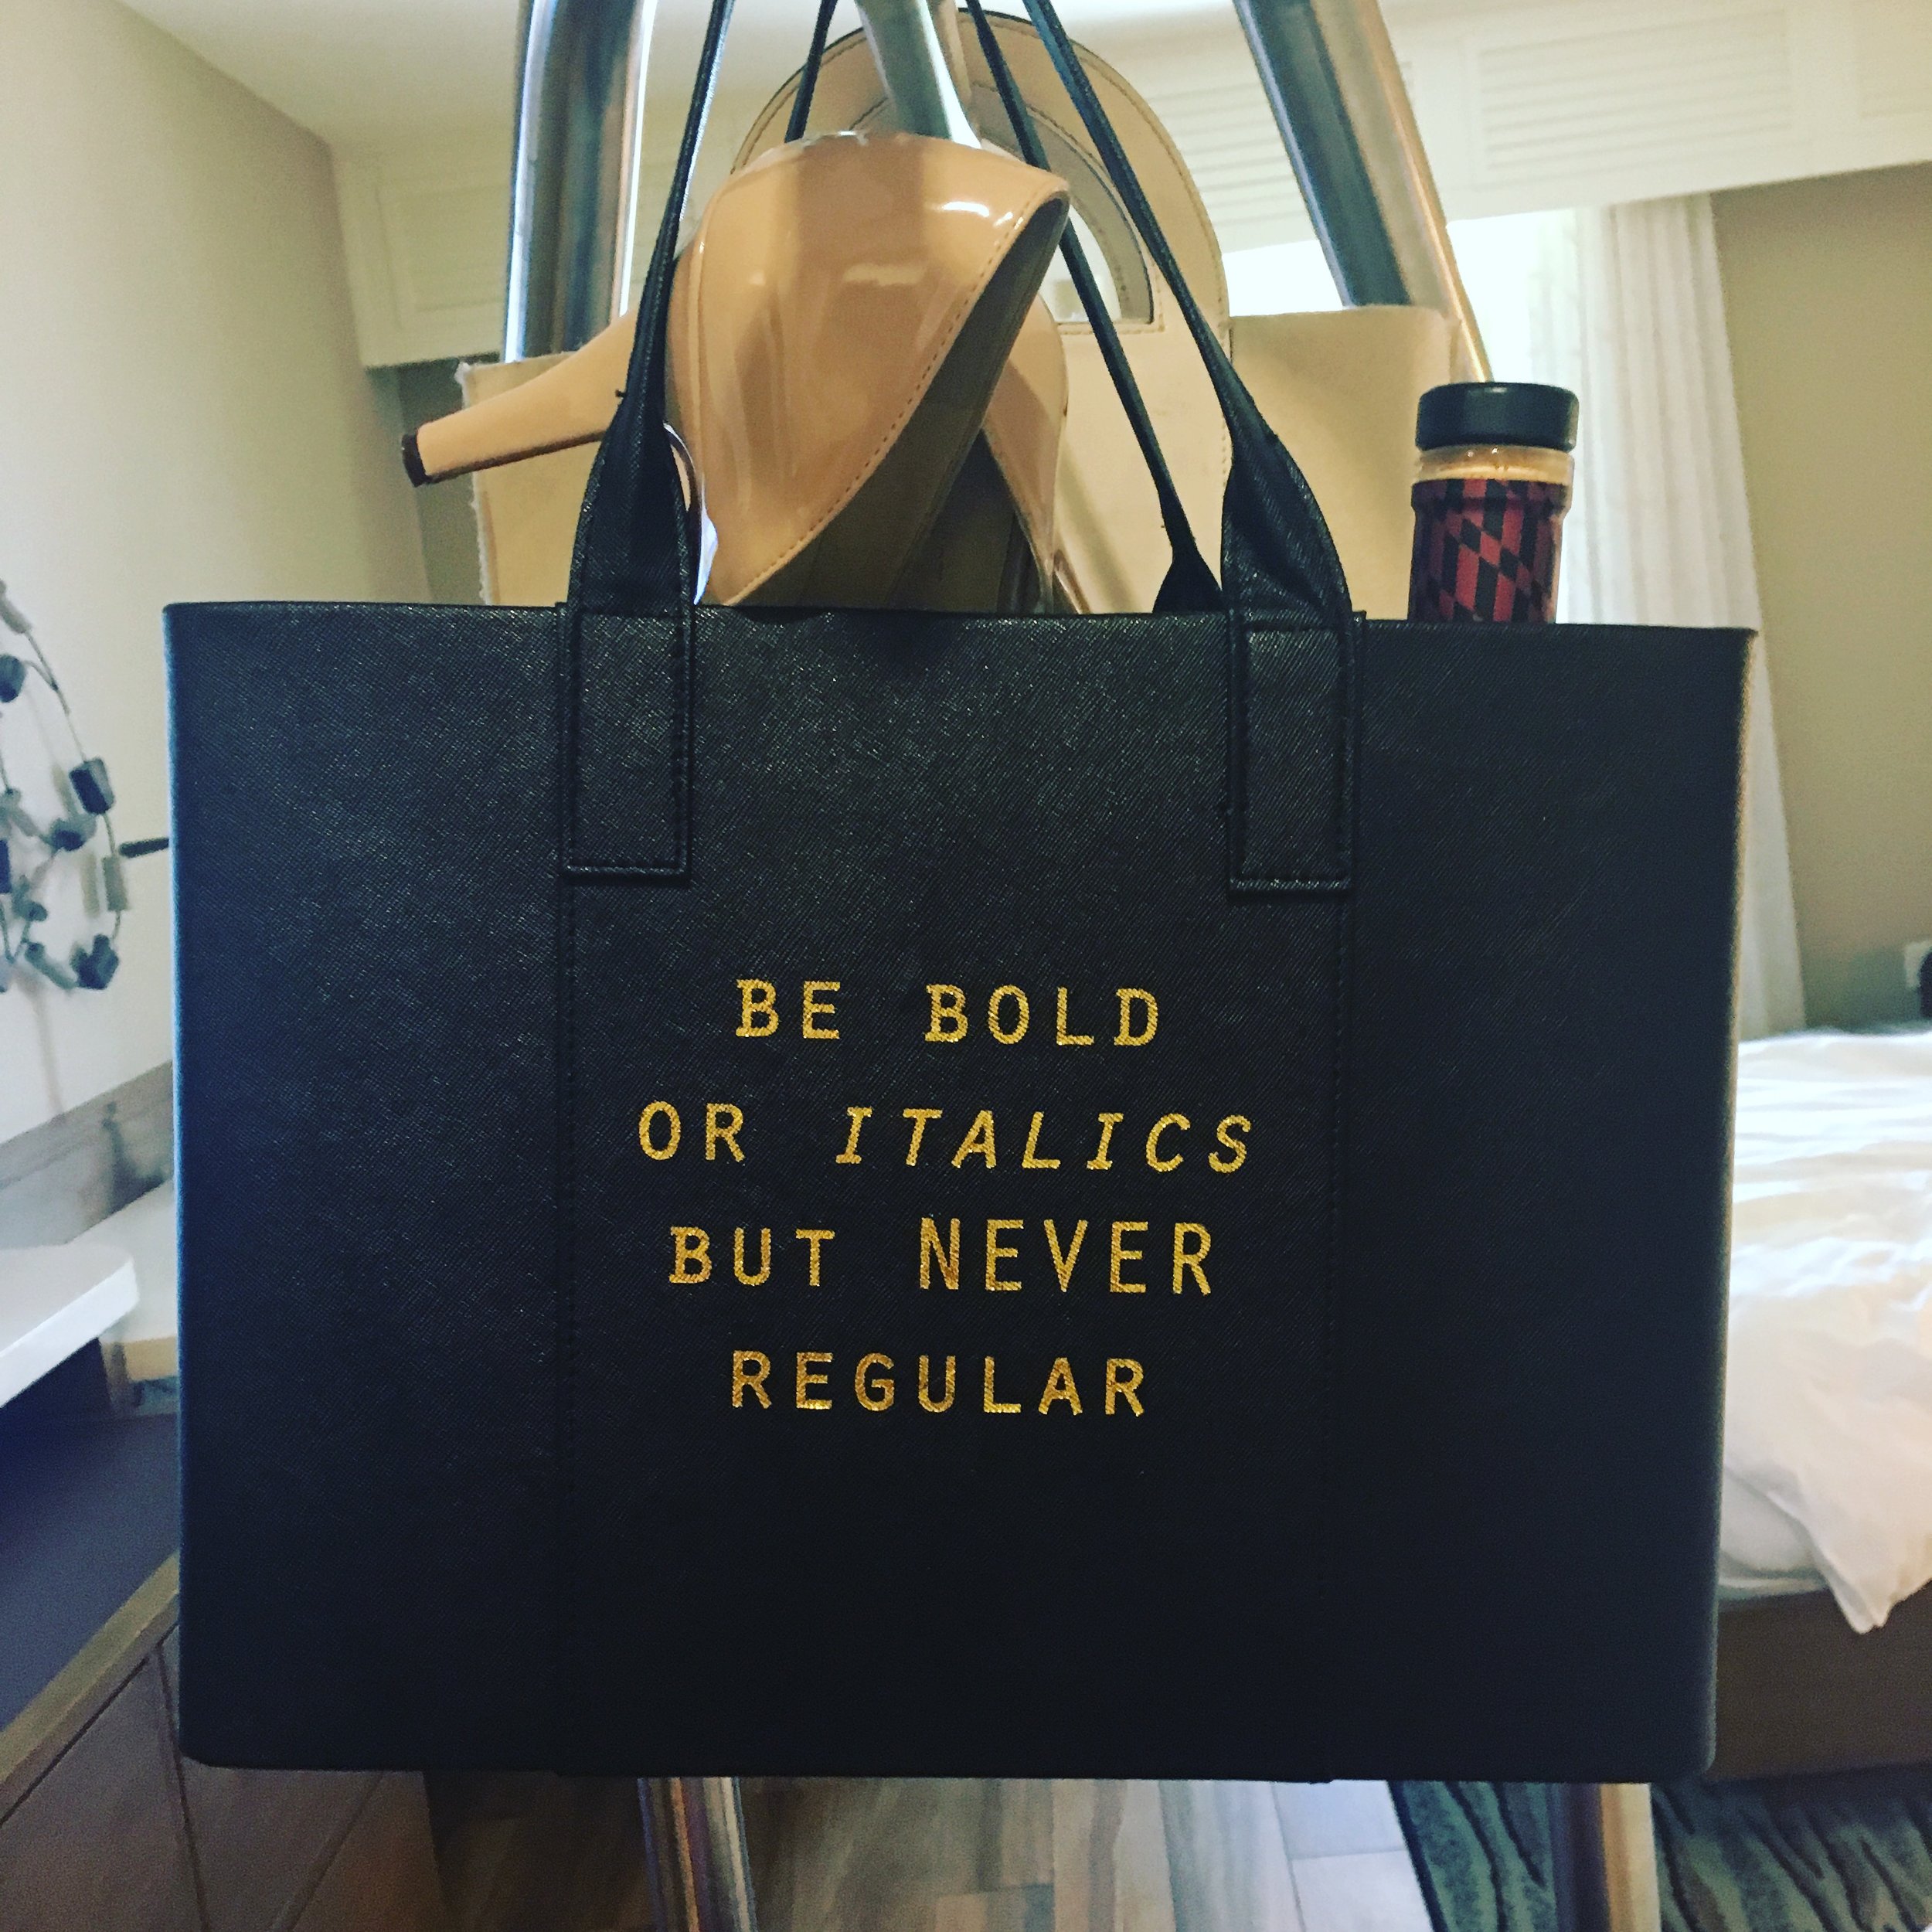 BE BOLD
OR ITALICS
BUT NEVER
REGULAR